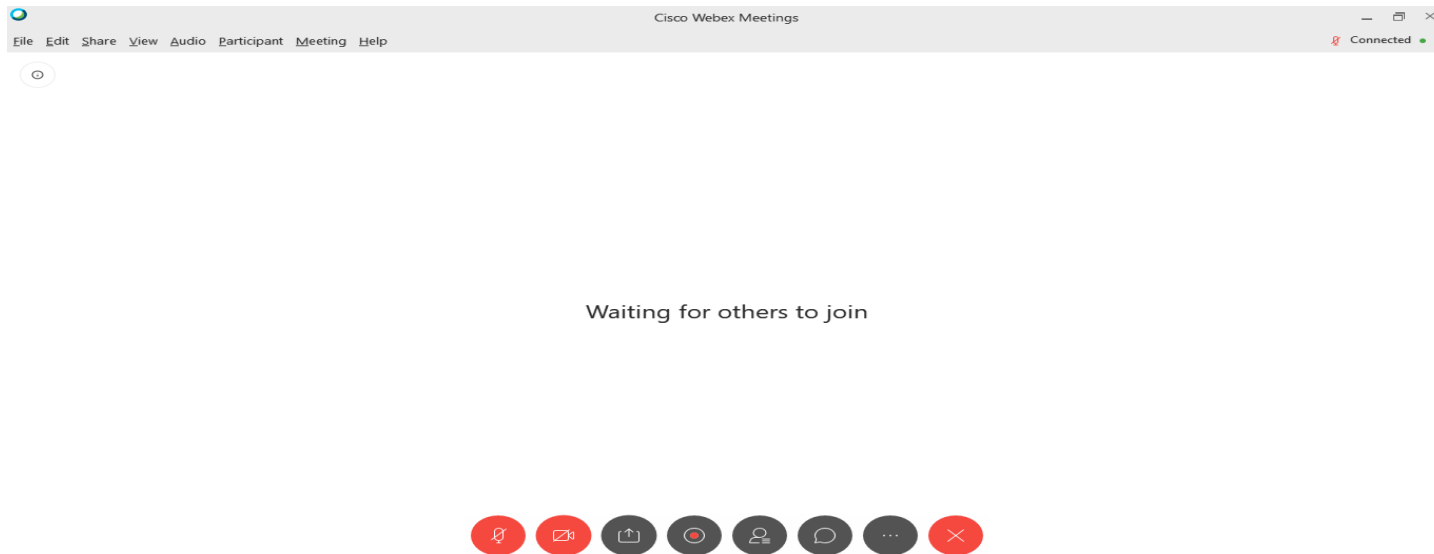 Cisco Webex Meetings
File Edit Share View Audio Participant Meeting Help
Connected
Waiting for others to join